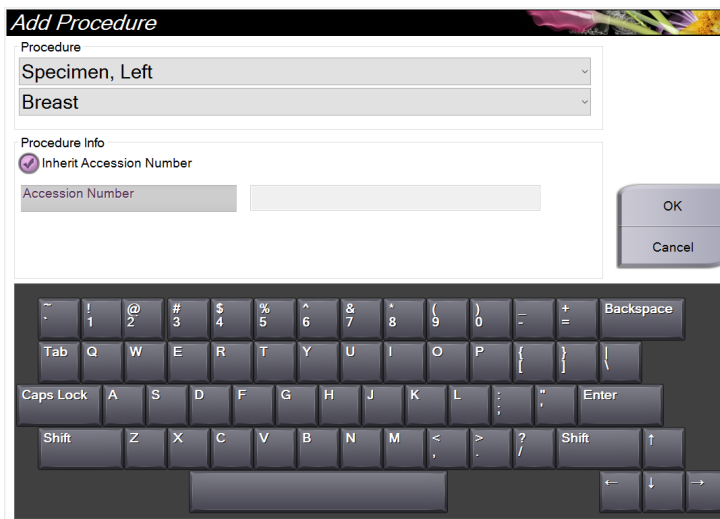 Add Procedure
Procedure
Specimen, Left
Breast
Procedure Info
Inherit Accession Number
Accession Number
OK
Cancel
~ ! @ # $ % ^ & * ( ) _ + Backspace
` 1 2 3 4 5 6 7 8 9 0 - =
Tab Q W E R T Y U I O P { } |
[ ] \
Caps Lock A S D F G H J K L : " Enter
; '
Shift Z X C V B N M < > ? Shift ↑
, . /
← ↓ →